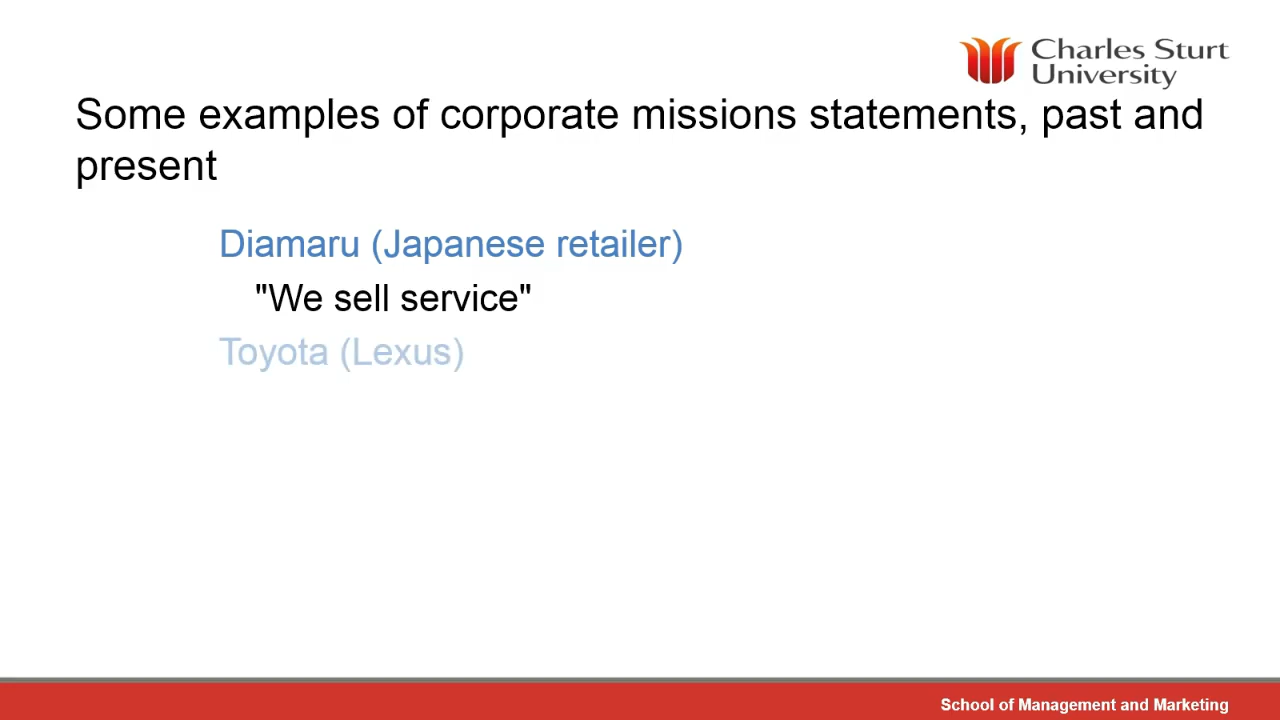 Charles Sturt
University
Some examples of corporate missions statements, past and
present
Diamaru (Japanese retailer)
"We sell service"
Toyota (Lexus)
School of Management and Marketing